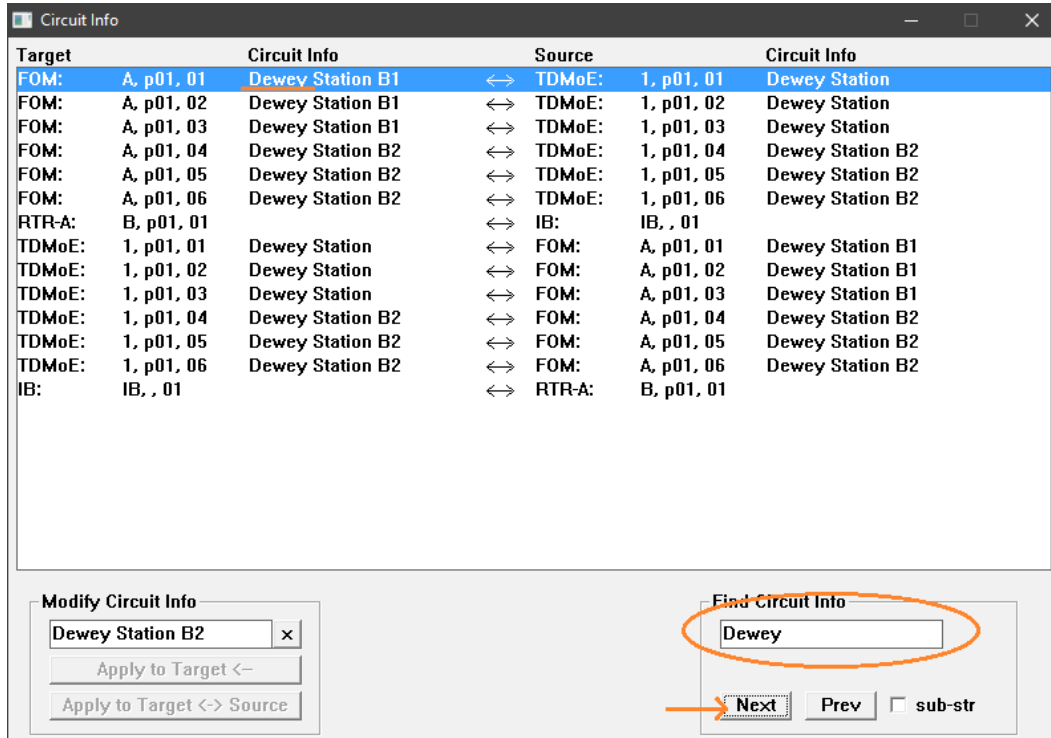 Circuit Info
Target Circuit Info Source Circuit Info
FOM: A, p01, 01 Dewey Station B1 <-> TDMoE: 1, p01, 01 Dewey Station
FOM: A, p01, 02 Dewey Station B1 <-> TDMoE: 1, p01, 02 Dewey Station
FOM: A, p01, 03 Dewey Station B1 <-> TDMoE: 1, p01, 03 Dewey Station
FOM: A, p01, 04 Dewey Station B2 <-> TDMoE: 1, p01, 04 Dewey Station B2
FOM: A, p01, 05 Dewey Station B2 <-> TDMoE: 1, p01, 05 Dewey Station B2
FOM: A, p01, 06 Dewey Station B2 <-> TDMoE: 1, p01, 06 Dewey Station B2
RTR-A: B, p01, 01 <-> IB: IB, , 01
TDMoE: 1, p01, 01 Dewey Station <-> FOM: A, p01, 01 Dewey Station B1
TDMoE: 1, p01, 02 Dewey Station <-> FOM: A, p01, 02 Dewey Station B1
TDMoE: 1, p01, 03 Dewey Station <-> FOM: A, p01, 03 Dewey Station B1
TDMoE: 1, p01, 04 Dewey Station B2 <-> FOM: A, p01, 04 Dewey Station B2
TDMoE: 1, p01, 05 Dewey Station B2 <-> FOM: A, p01, 05 Dewey Station B2
TDMoE: 1, p01, 06 Dewey Station B2 <-> FOM: A, p01, 06 Dewey Station B2
IB: IB, , 01 <-> RTR-A: B, p01, 01
Modify Circuit Info
Dewey Station B2 x
Apply to Target <--
Apply to Target <-> Source
Find Circuit Info
Dewey
Next Prev sub-str